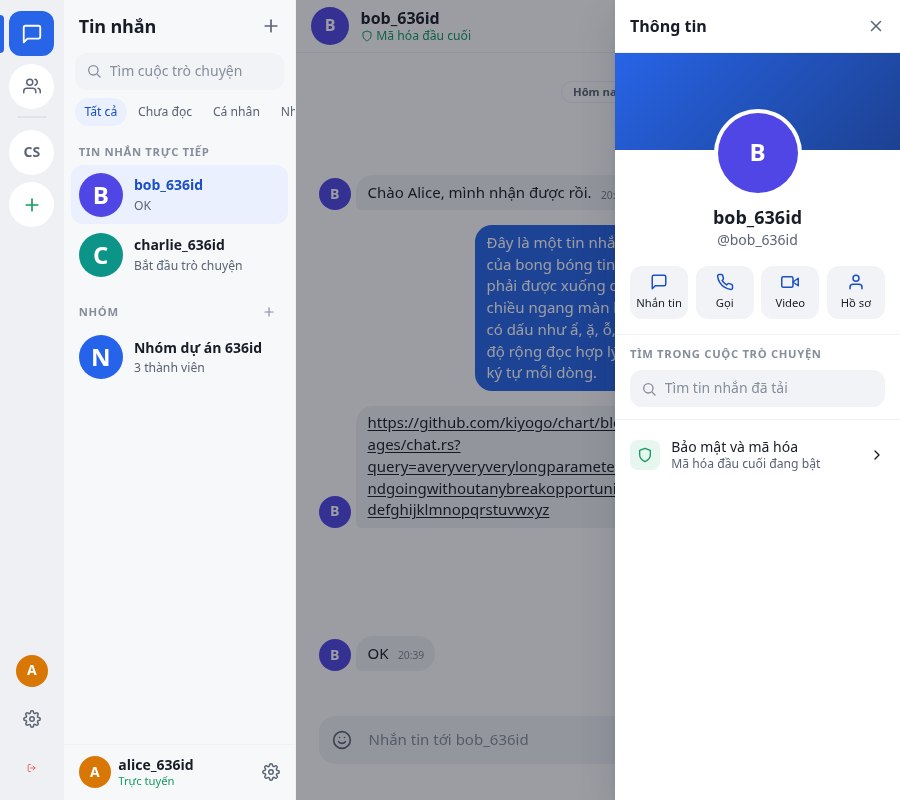 CS
A
Tin nhắn
Tìm cuộc trò chuyện
Tất cả
Chưa đọc
Cá nhân
Nh
TIN NHẮN TRỰC TIẾP
B
bob_636id
OK
C
charlie_636id
Bắt đầu trò chuyện
NHÓM
N
Nhóm dự án 636id
3 thành viên
A
alice_636id
Trực tuyến
B
bob_636id
Mã hóa đầu cuối
Hôm na
B
Chào Alice, mình nhận được rồi.
20:
Đây là một tin nhắ
của bong bóng tin
phải được xuống d
chiều ngang màn
có dấu như ẩ, ặ, ỗ,
độ rộng đọc hợp lý
ký tự mỗi dòng.
https://github.com/kiyogo/chart/blo
ages/chat.rs?
query=averyveryverylongparamete
ndgoingwithoutanybreakopportuni
defghijklmnopqrstuvwxyz
B
B
OK
20:39
Nhắn tin tới bob_636id
Thông tin
B
bob_636id
@bob_636id
Nhắn tin
Gọi
Video
Hồ sơ
TÌM TRONG CUỘC TRÒ CHUYỆN
Tìm tin nhắn đã tải
Bảo mật và mã hóa
Mã hóa đầu cuối đang bật